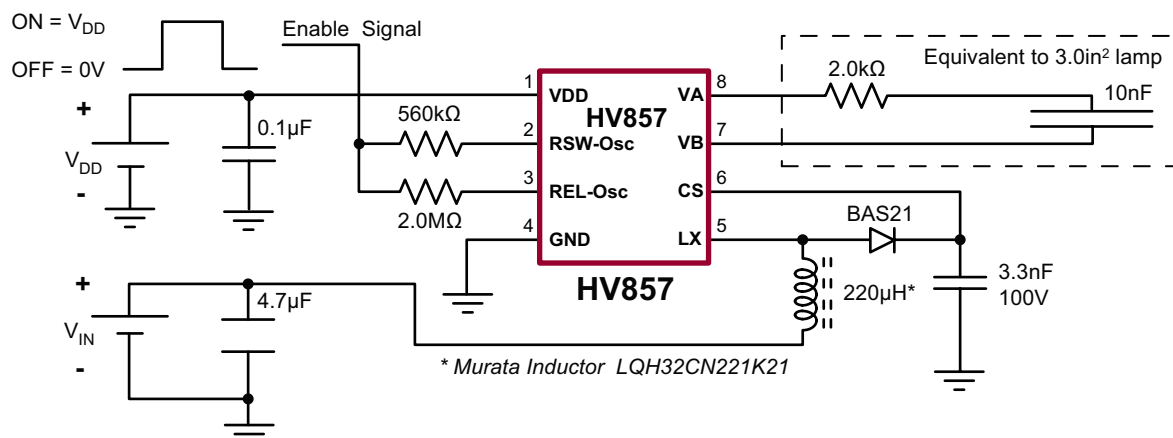 ON = VDD
OFF = 0V
Enable Signal
Equivalent to 3.0in² lamp
2.0kΩ
10nF
+
VDD
-
0.1µF
560kΩ
2.0MΩ
1
2
3
4
VDD
RSW-Osc
REL-Osc
GND
HV857
VA
VB
CS
LX
8
7
6
5
HV857
BAS21
3.3nF
100V
220µH*
+
VIN
-
4.7µF
* Murata Inductor LQH32CN221K21